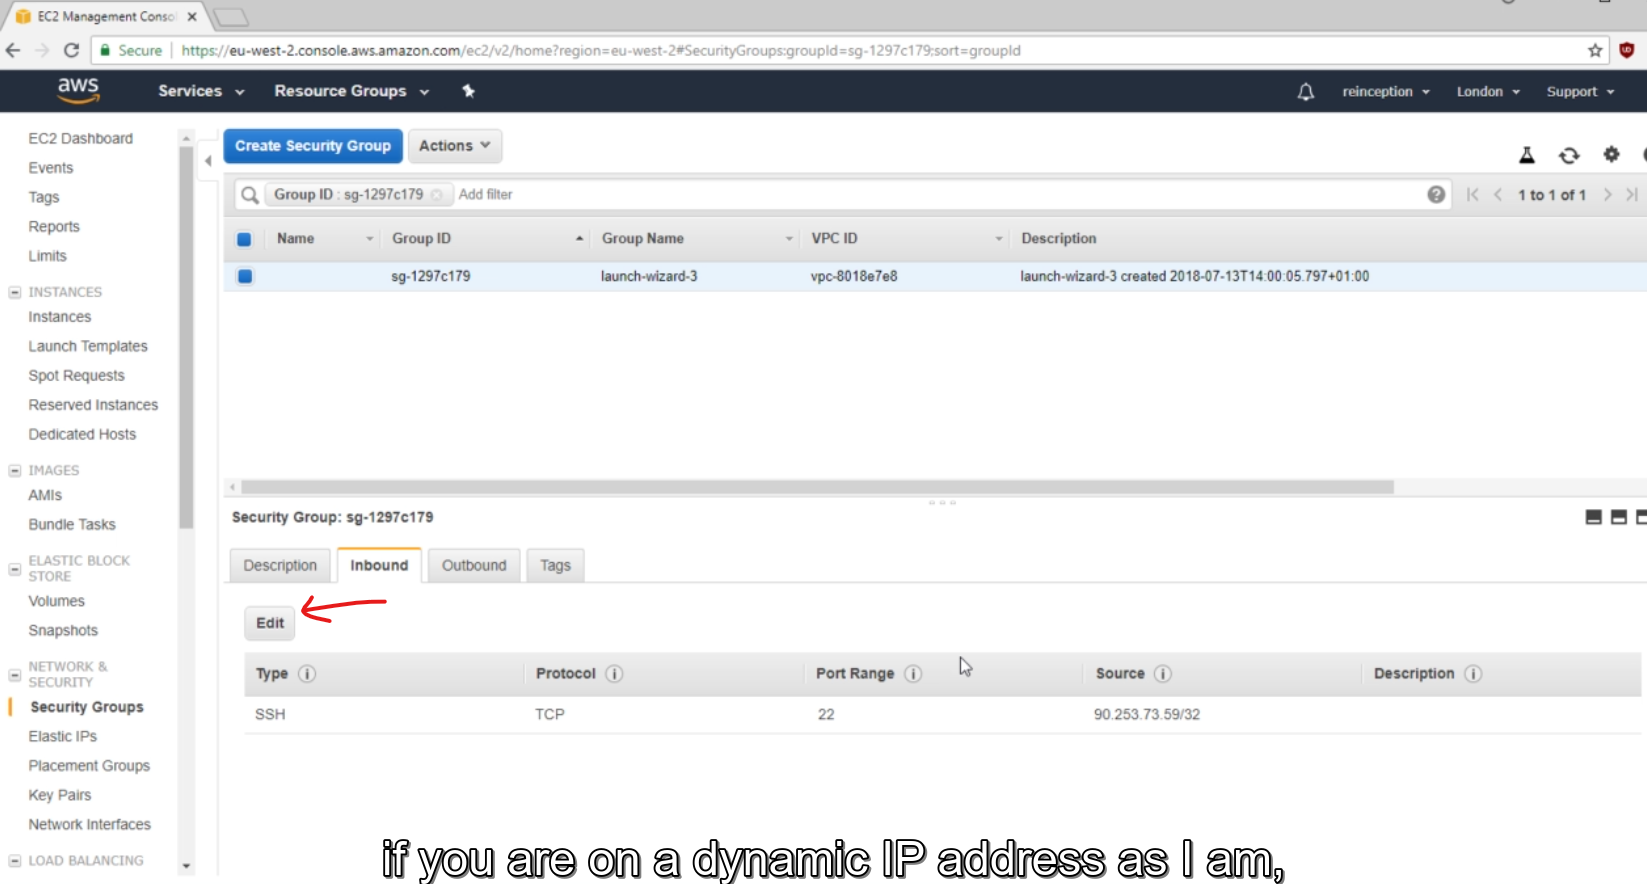 EC2 Management Conso
Secure | https://eu-west-2.console.aws.amazon.com/ec2/v2/home?region=eu-west-2#SecurityGroups:groupId=sg-1297c179;sort=groupId
aws Services Resource Groups reinception London Support
EC2 Dashboard
Events
Tags
Reports
Limits
INSTANCES
Instances
Launch Templates
Spot Requests
Reserved Instances
Dedicated Hosts
IMAGES
AMIs
Bundle Tasks
ELASTIC BLOCK
STORE
Volumes
Snapshots
NETWORK &
SECURITY
Security Groups
Elastic IPs
Placement Groups
Key Pairs
Network Interfaces
LOAD BALANCING
Create Security Group Actions
Group ID : sg-1297c179 Add filter 1 to 1 of 1
Name Group ID Group Name VPC ID Description
sg-1297c179 launch-wizard-3 vpc-8018e7e8 launch-wizard-3 created 2018-07-13T14:00:05.797+01:00
Security Group: sg-1297c179
Description Inbound Outbound Tags
Edit
Type Protocol Port Range Source Description
SSH TCP 22 90.253.73.59/32
if you are on a dynamic IP address as I am,